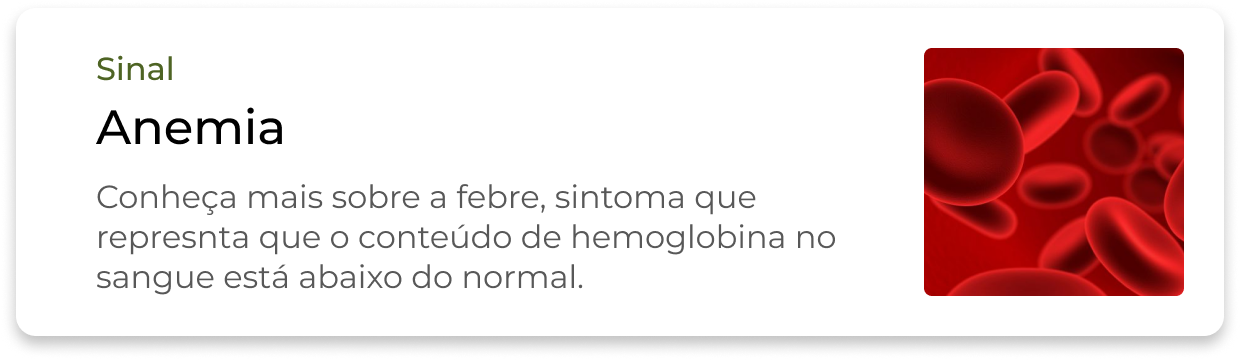 Sinal
Anemia
Conheça mais sobre a febre, sintoma que
represnta que o conteúdo de hemoglobina no
sangue está abaixo do normal.